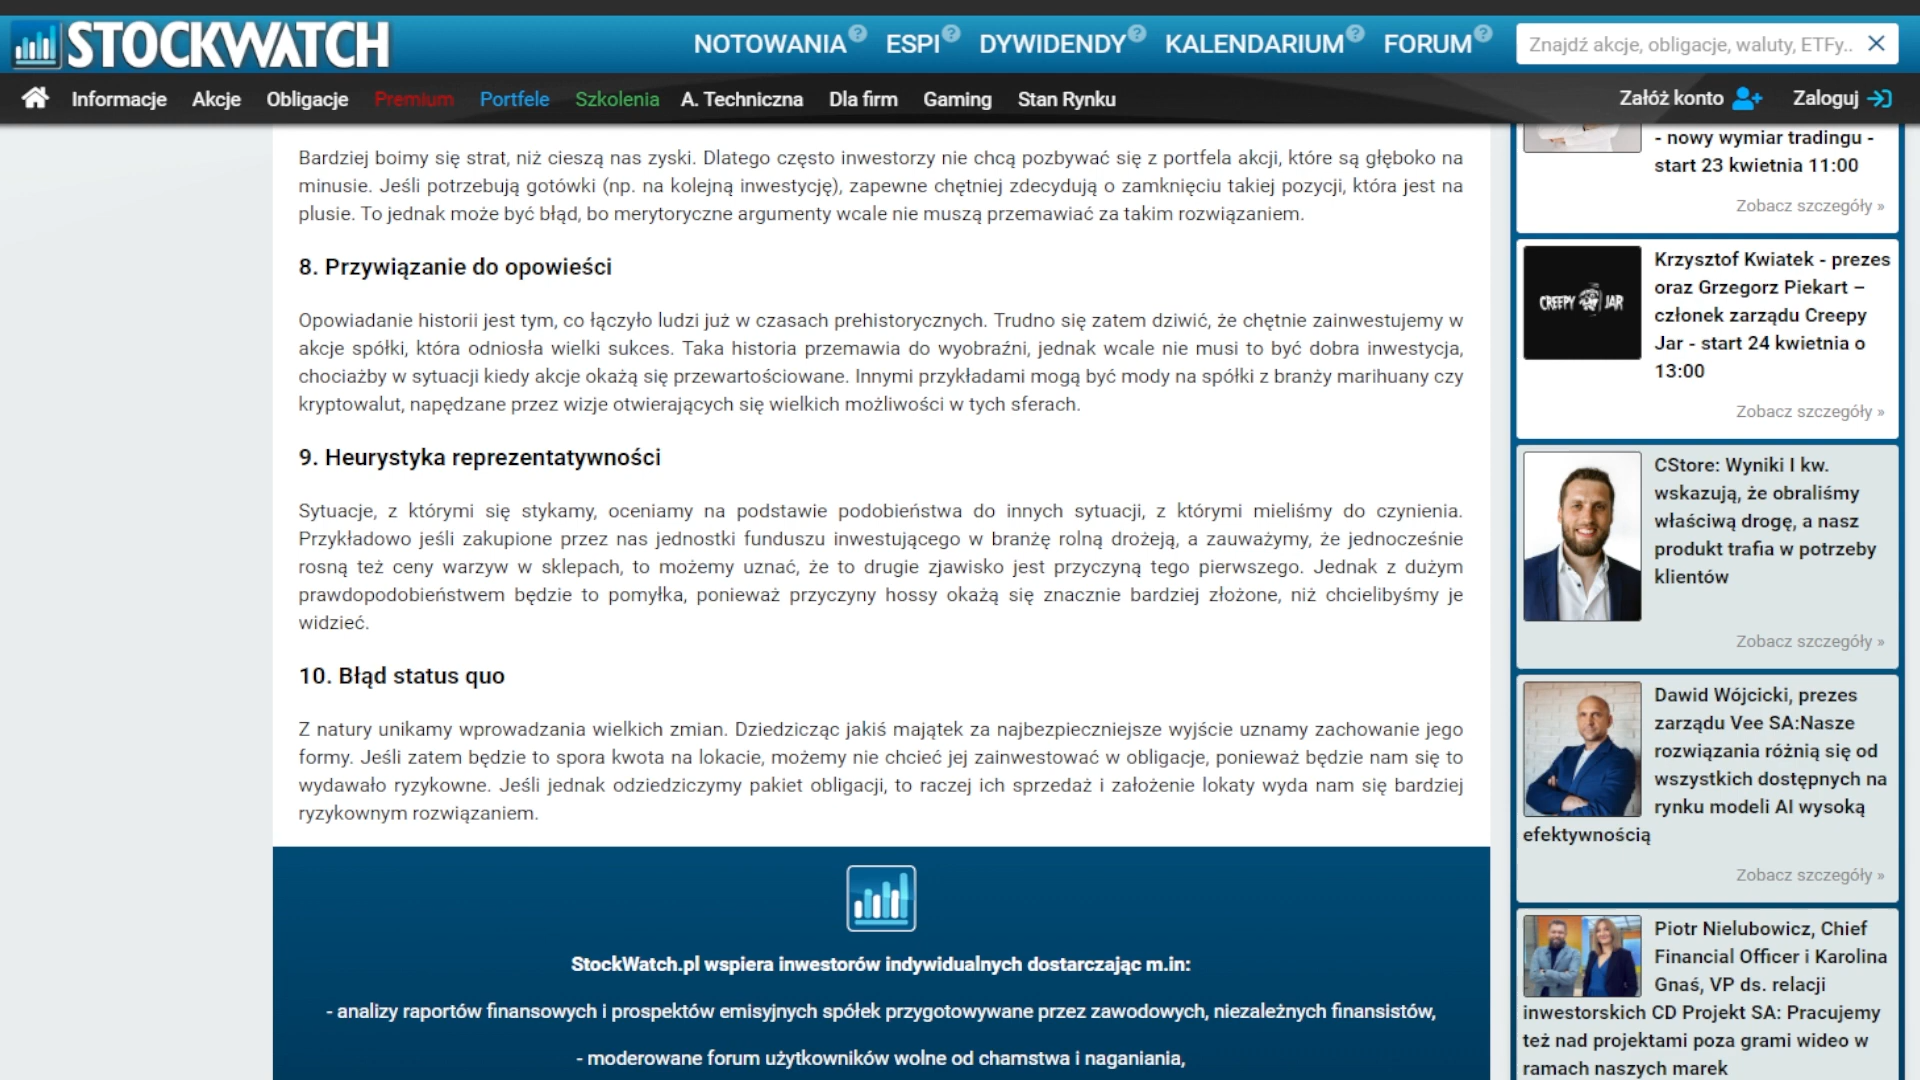 STOCKWATCH
NOTOWANIA? ESPI? DYWIDENDY? KALENDARIUM? FORUM?
Znajdź akcje, obligacje, waluty, ETFy..
Informacje Akcje Obligacje Premium Portfele Szkolenia A. Techniczna Dla firm Gaming Stan Rynku
Załóż konto Zaloguj
Bardziej boimy się strat, niż cieszą nas zyski. Dlatego często inwestorzy nie chcą pozbywać się z portfela akcji, które są głęboko na
minusie. Jeśli potrzebują gotówki (np. na kolejną inwestycję), zapewne chętniej zdecydują o zamknięciu takiej pozycji, która jest na
plusie. To jednak może być błąd, bo merytoryczne argumenty wcale nie muszą przemawiać za takim rozwiązaniem.
8. Przywiązanie do opowieści
Opowiadanie historii jest tym, co łączyło ludzi już w czasach prehistorycznych. Trudno się zatem dziwić, że chętnie zainwestujemy w
akcje spółki, która odniosła wielki sukces. Taka historia przemawia do wyobraźni, jednak wcale nie musi to być dobra inwestycja,
chociażby w sytuacji kiedy akcje okażą się przewartościowane. Innymi przykładami mogą być mody na spółki z branży marihuany czy
kryptowalut, napędzane przez wizje otwierających się wielkich możliwości w tych sferach.
9. Heurystyka reprezentatywności
Sytuacje, z którymi się stykamy, oceniamy na podstawie podobieństwa do innych sytuacji, z którymi mieliśmy do czynienia.
Przykładowo jeśli zakupione przez nas jednostki funduszu inwestującego w branżę rolną drożeją, a zauważymy, że jednocześnie
rosną też ceny warzyw w sklepach, to możemy uznać, że to drugie zjawisko jest przyczyną tego pierwszego. Jednak z dużym
prawdopodobieństwem będzie to pomyłka, ponieważ przyczyny hossy okażą się znacznie bardziej złożone, niż chcielibyśmy je
widzieć.
10. Błąd status quo
Z natury unikamy wprowadzania wielkich zmian. Dziedzicząc jakiś majątek za najbezpieczniejsze wyjście uznamy zachowanie jego
formy. Jeśli zatem będzie to spora kwota na lokacie, możemy nie chcieć jej zainwestować w obligacje, ponieważ będzie nam się to
wydawało ryzykowne. Jeśli jednak odziedziczymy pakiet obligacji, to raczej ich sprzedaż i założenie lokaty wyda nam się bardziej
ryzykownym rozwiązaniem.
StockWatch.pl wspiera inwestorów indywidualnych dostarczając m.in:
- analizy raportów finansowych i prospektów emisyjnych spółek przygotowywane przez zawodowych, niezależnych finansistów,
- moderowane forum użytkowników wolne od chamstwa i naganiania,
- nowy wymiar tradingu -
start 23 kwietnia 11:00
Zobacz szczegóły »
CREEPY JAR
Krzysztof Kwiatek - prezes
oraz Grzegorz Piekart –
członek zarządu Creepy
Jar - start 24 kwietnia o
13:00
Zobacz szczegóły »
CStore: Wyniki I kw.
wskazują, że obraliśmy
właściwą drogę, a nasz
produkt trafia w potrzeby
klientów
Zobacz szczegóły »
Dawid Wójcicki, prezes
zarządu Vee SA:Nasze
rozwiązania różnią się od
wszystkich dostępnych na
rynku modeli AI wysoką
efektywnością
Zobacz szczegóły »
Piotr Nielubowicz, Chief
Financial Officer i Karolina
Gnaś, VP ds. relacji
inwestorskich CD Projekt SA: Pracujemy
też nad projektami poza grami wideo w
ramach naszych marek